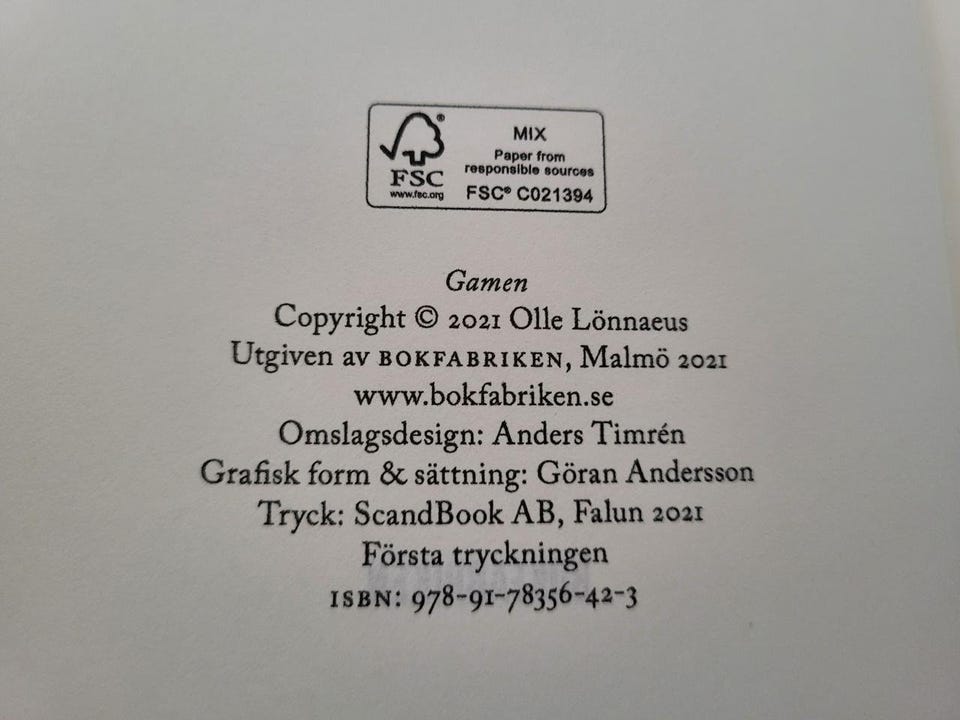 MIX
Paper from
responsible sources
FSC® C021394
®
FSC
www.fsc.org
Gamen
Copyright © 2021 Olle Lönnaeus
Utgiven av BOKFABRIKEN, Malmö 2021
www.bokfabriken.se
Omslagsdesign: Anders Timrén
Grafisk form & sättning: Göran Andersson
Tryck: ScandBook AB, Falun 2021
Första tryckningen
ISBN: 978-91-78356-42-3